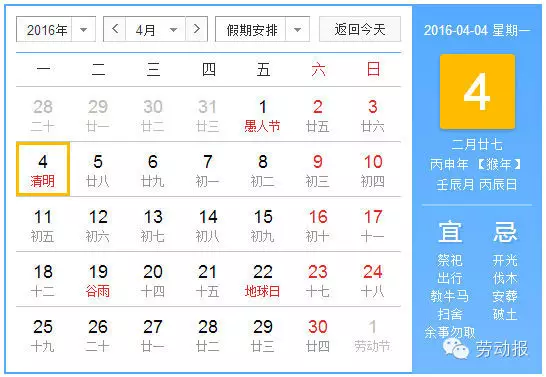 2016年 < 4月 > 假期安排 返回今天
一 二 三 四 五 六 日
28 29 30 31 1 2 3
二十 廿一 廿二 廿三 愚人节 廿五 廿六
4 5 6 7 8 9 10
清明 廿八 廿九 初一 初二 初三 初四
11 12 13 14 15 16 17
初五 初六 初七 初八 初九 初十 十一
18 19 20 21 22 23 24
十二 谷雨 十四 十五 地球日 十七 十八
25 26 27 28 29 30 1
十九 二十 廿一 廿二 廿三 廿四 劳动节
2016-04-04 星期一
4
二月廿七
丙申年 【猴年】
壬辰月 丙辰日
宜 忌
祭祀 开光
出行 伐木
教牛马 安葬
扫舍 破土
余事勿取
劳动报